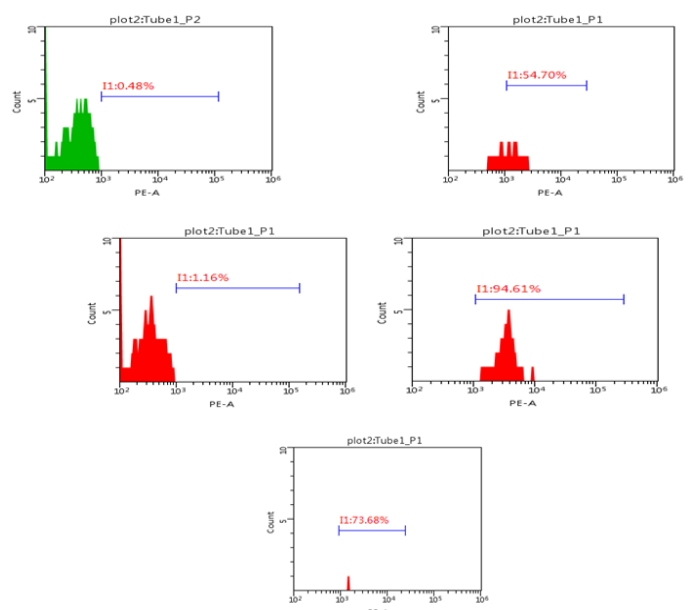 plot2:Tube1_P2
10
I1:0.48%
5
Count
10² 10³ 10⁴ 10⁵ 10⁶
PE-A
plot2:Tube1_P1
10
I1:54.70%
5
Count
10² 10³ 10⁴ 10⁵ 10⁶
PE-A
plot2:Tube1_P1
10
I1:1.16%
5
Count
10² 10³ 10⁴ 10⁵ 10⁶
PE-A
plot2:Tube1_P1
10
I1:94.61%
5
Count
10² 10³ 10⁴ 10⁵ 10⁶
PE-A
plot2:Tube1_P1
10
I1:73.68%
5
Count
10² 10³ 10⁴ 10⁵ 10⁶